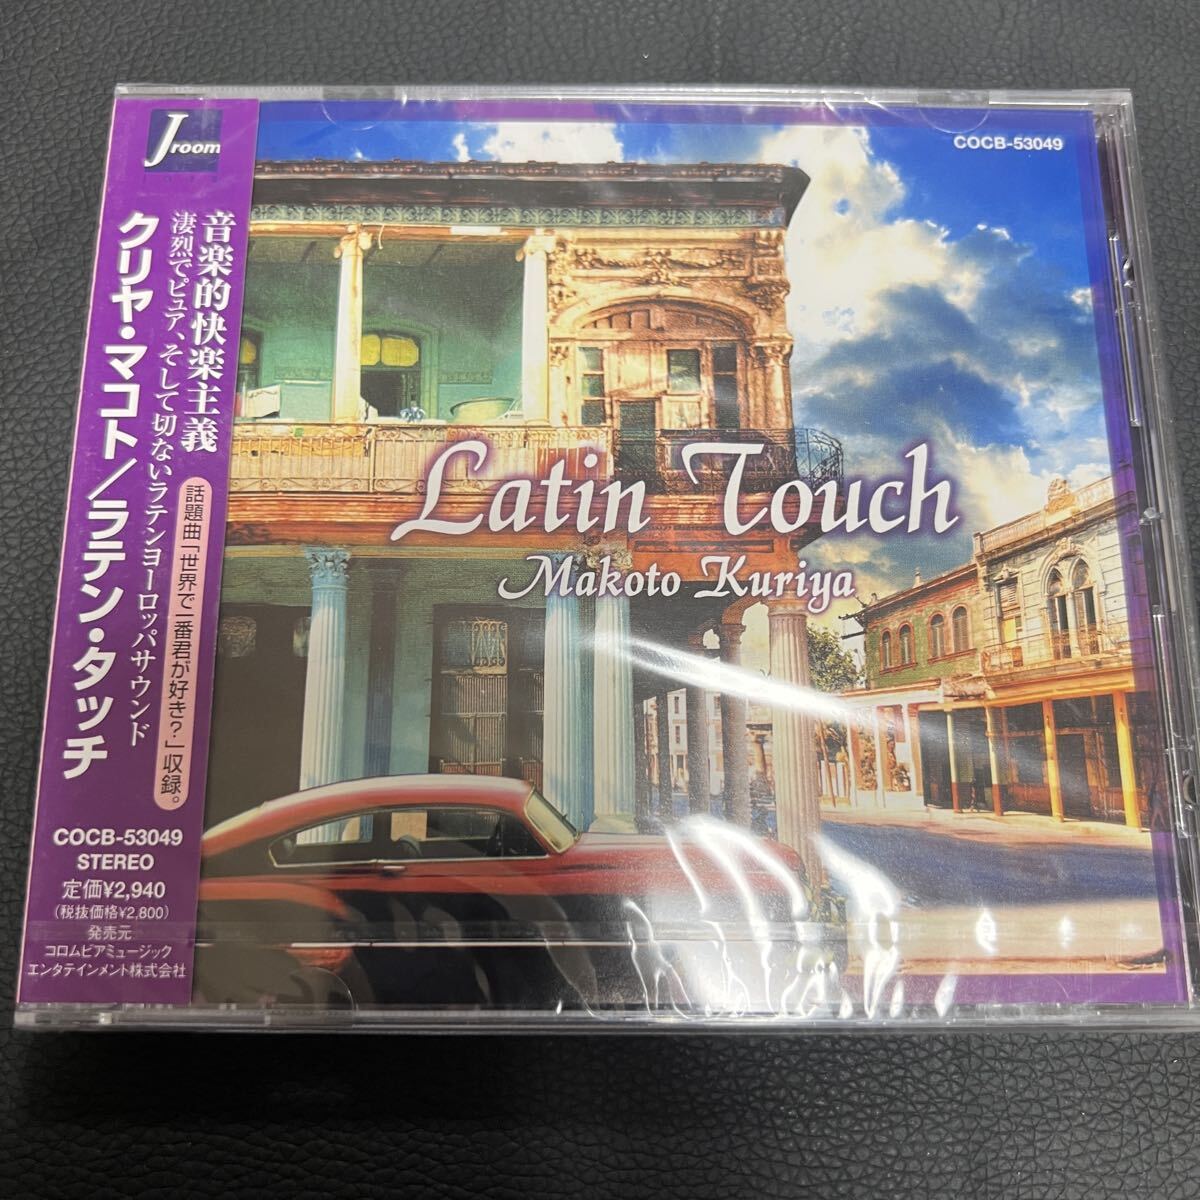 J room
音楽的快楽主義
凄烈でピュア、そして切ないラテンヨーロッパサウンド
クリヤ・マコト/ラテン・タッチ
話題曲「世界で一番君が好き?」収録。
COCB-53049
STEREO
定価¥2,940
(税抜価格¥2,800)
発売元
コロムビアミュージック
エンタテインメント株式会社
COCB-53049
Latin Touch
Makoto Kuriya